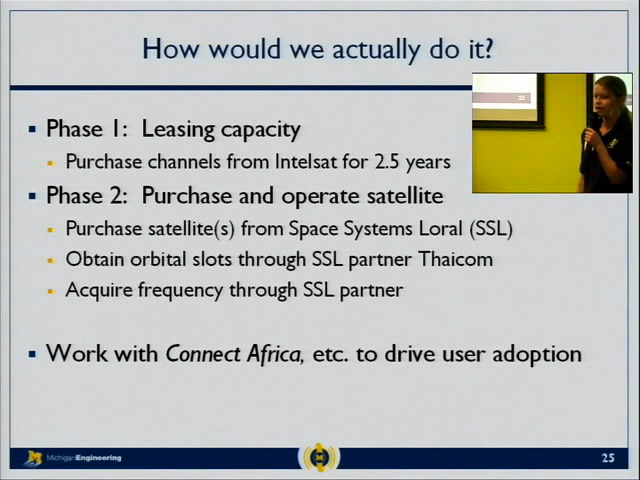 How would we actually do it?
Phase 1: Leasing capacity
Purchase channels from Intelsat for 2.5 years
Phase 2: Purchase and operate satellite
Purchase satellite(s) from Space Systems Loral (SSL)
Obtain orbital slots through SSL partner Thaicom
Acquire frequency through SSL partner
Work with Connect Africa, etc. to drive user adoption
MichiganEngineering
M
25